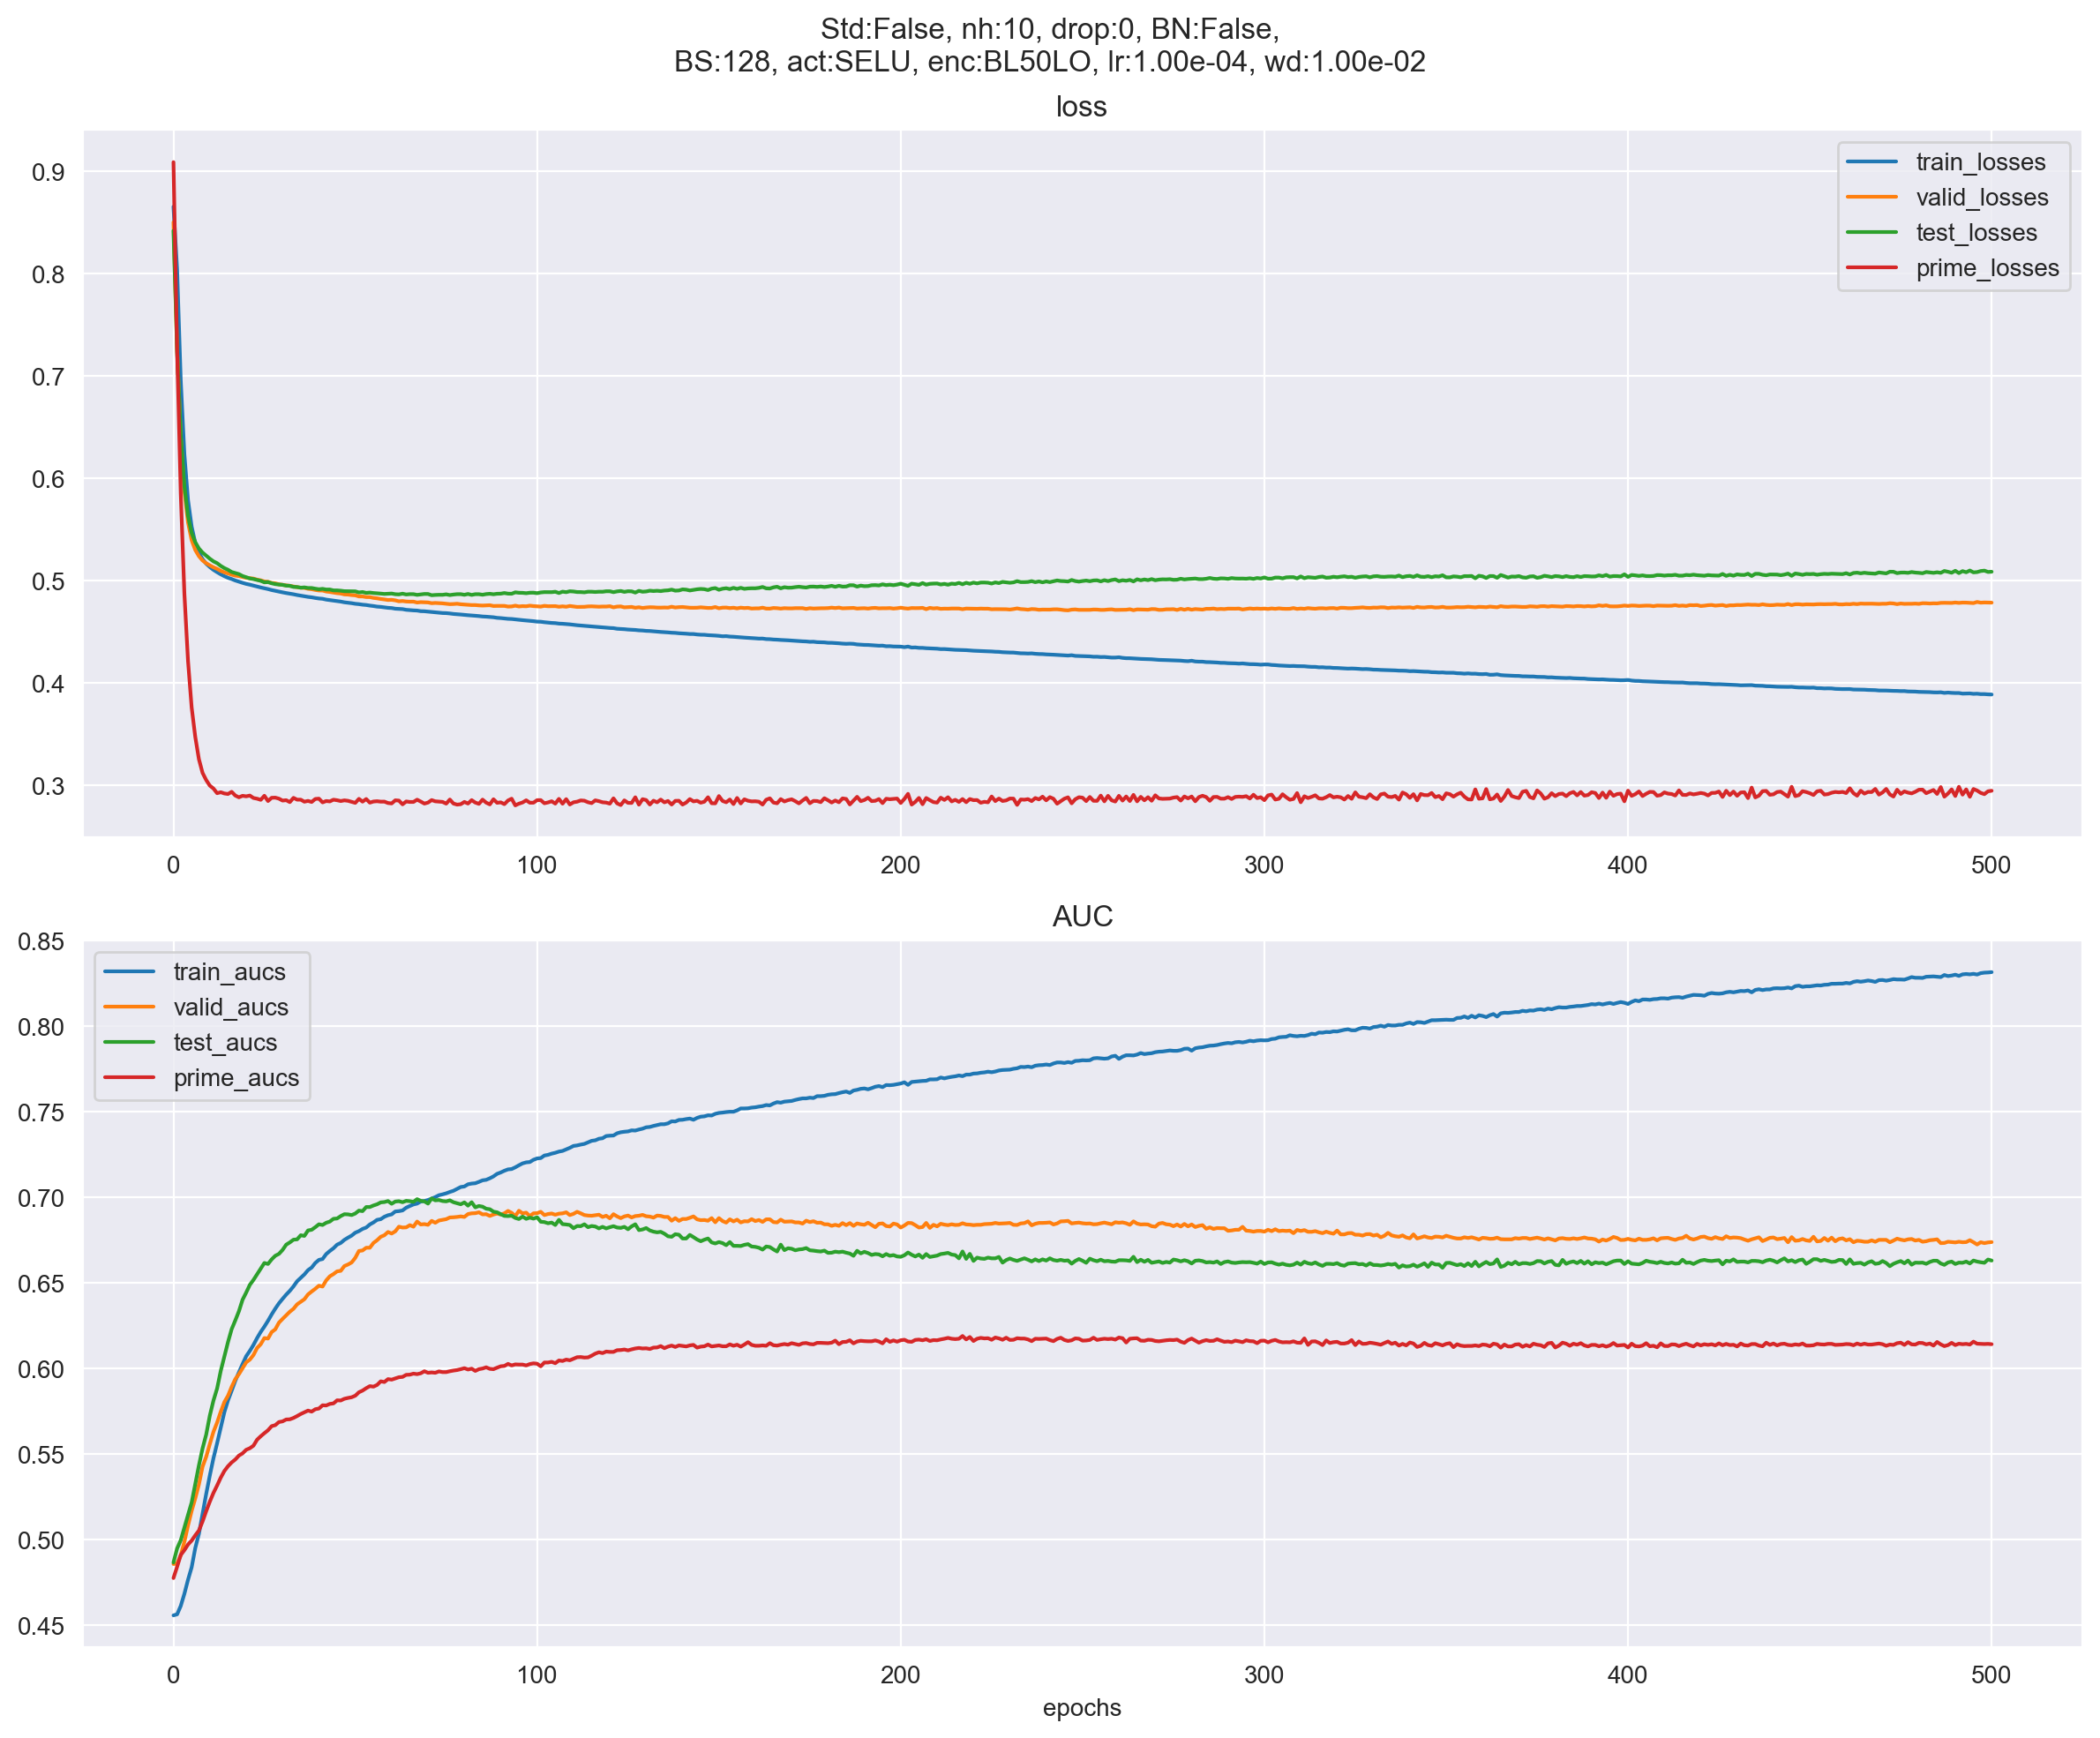 Std:False, nh:10, drop:0, BN:False,
BS:128, act:SELU, enc:BL50LO, lr:1.00e-04, wd:1.00e-02
loss
0.9
0.8
0.7
0.6
0.5
0.4
0.3
train_losses
valid_losses
test_losses
prime_losses
0 100 200 300 400 500
AUC
0.85
0.80
0.75
0.70
0.65
0.60
0.55
0.50
0.45
train_aucs
valid_aucs
test_aucs
prime_aucs
0 100 200 300 400 500
epochs